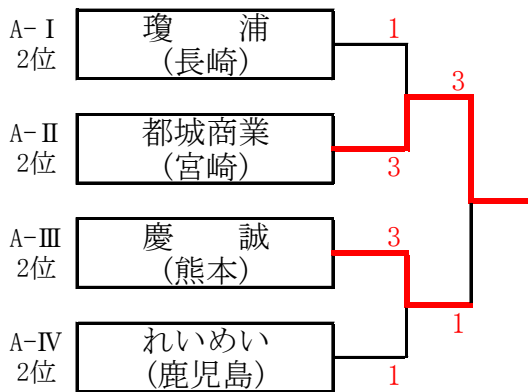 A-Ⅰ
2位
瓊　　浦
(長崎)
1
3
A-Ⅱ
2位
都城商業
(宮崎)
3
A-Ⅲ
2位
慶　　誠
(熊本)
3
1
A-Ⅳ
2位
れいめい
(鹿児島)
1